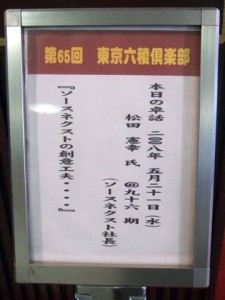 第65回　東京六稜倶楽部
本日の卓話　二〇〇八年　五月二十一日（水）
松田　憲幸　氏　＠九十六　期
（ソースネクスト社長）
『ソースネクストの創意工夫・・・・』